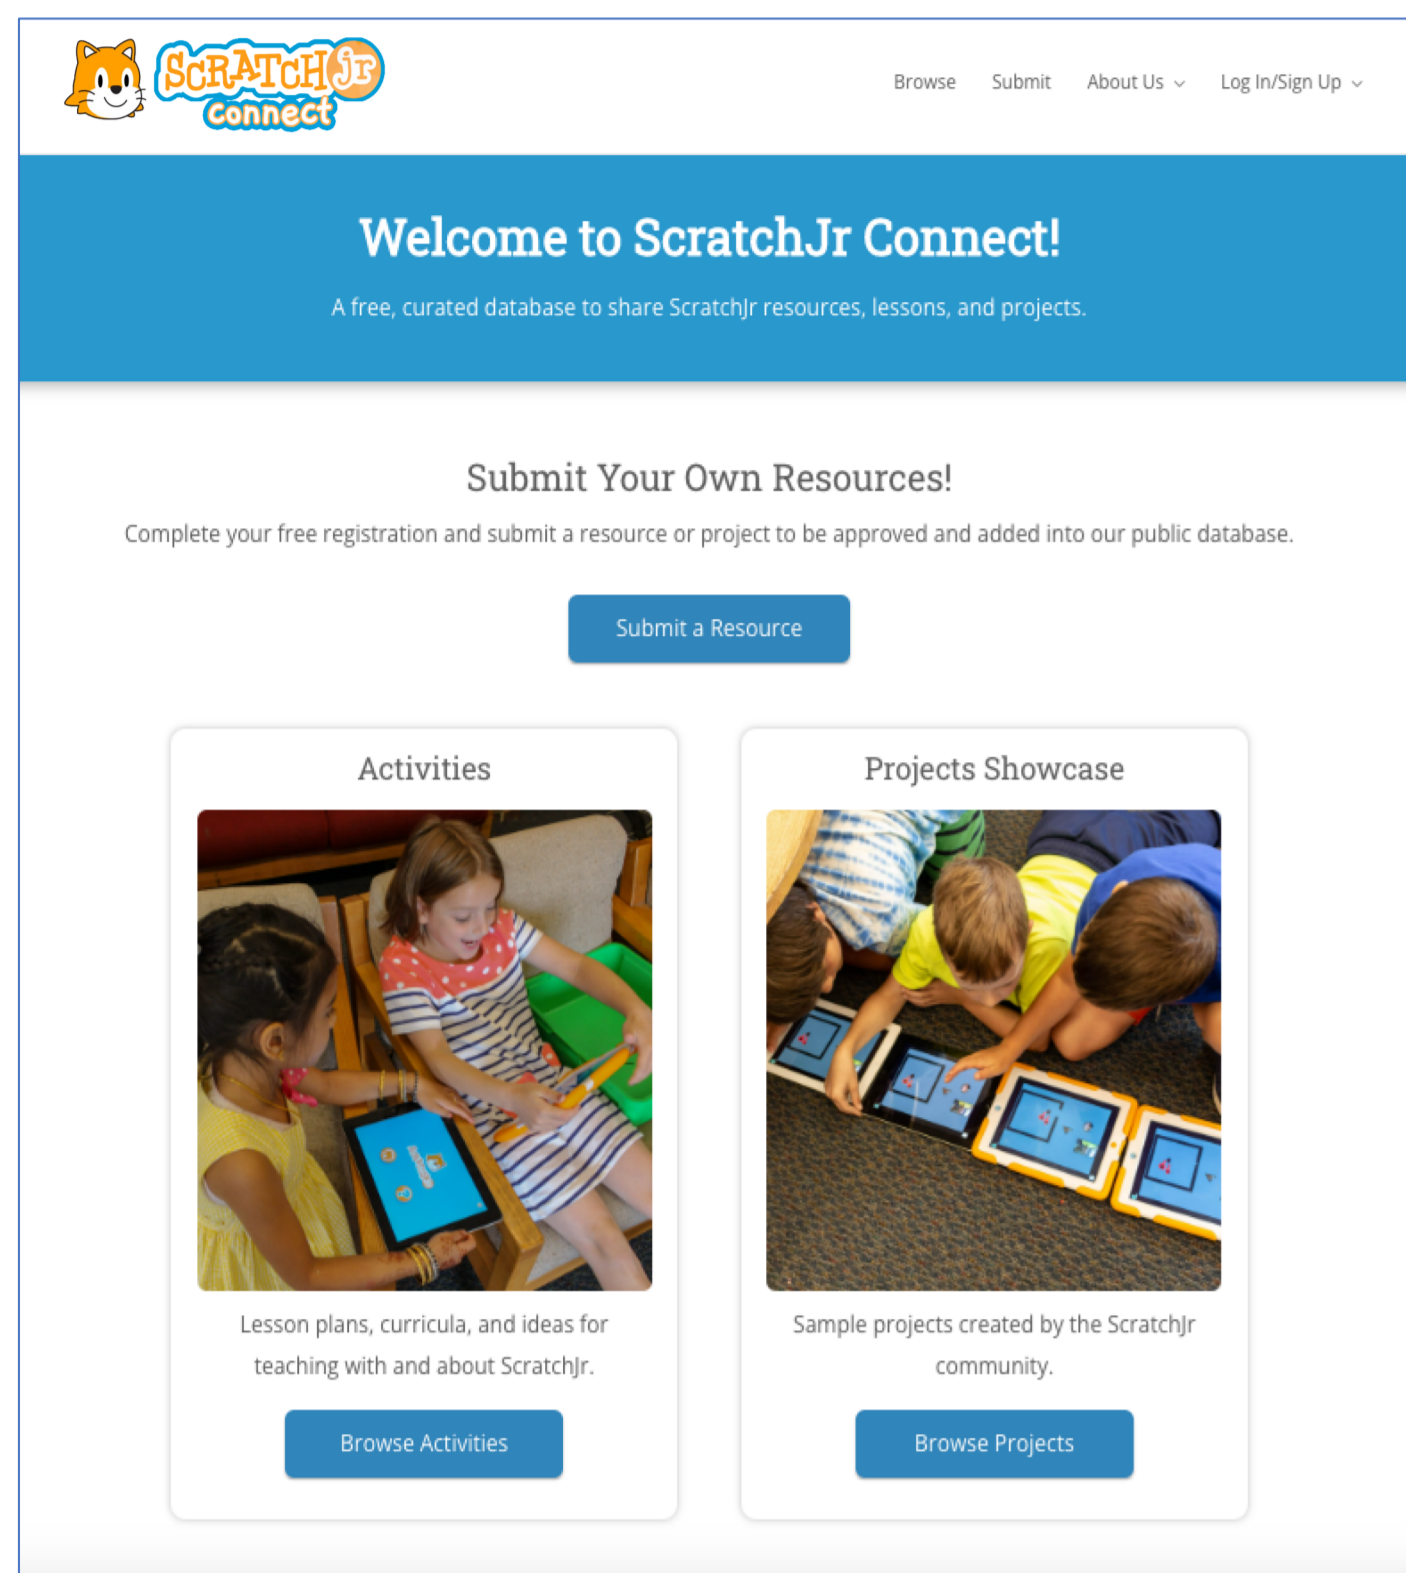 SCRATCH jr
connect
Browse Submit About Us Log In/Sign Up
Welcome to ScratchJr Connect!
A free, curated database to share ScratchJr resources, lessons, and projects.
Submit Your Own Resources!
Complete your free registration and submit a resource or project to be approved and added into our public database.
Submit a Resource
Activities
Lesson plans, curricula, and ideas for
teaching with and about ScratchJr.
Browse Activities
Projects Showcase
Sample projects created by the ScratchJr
community.
Browse Projects